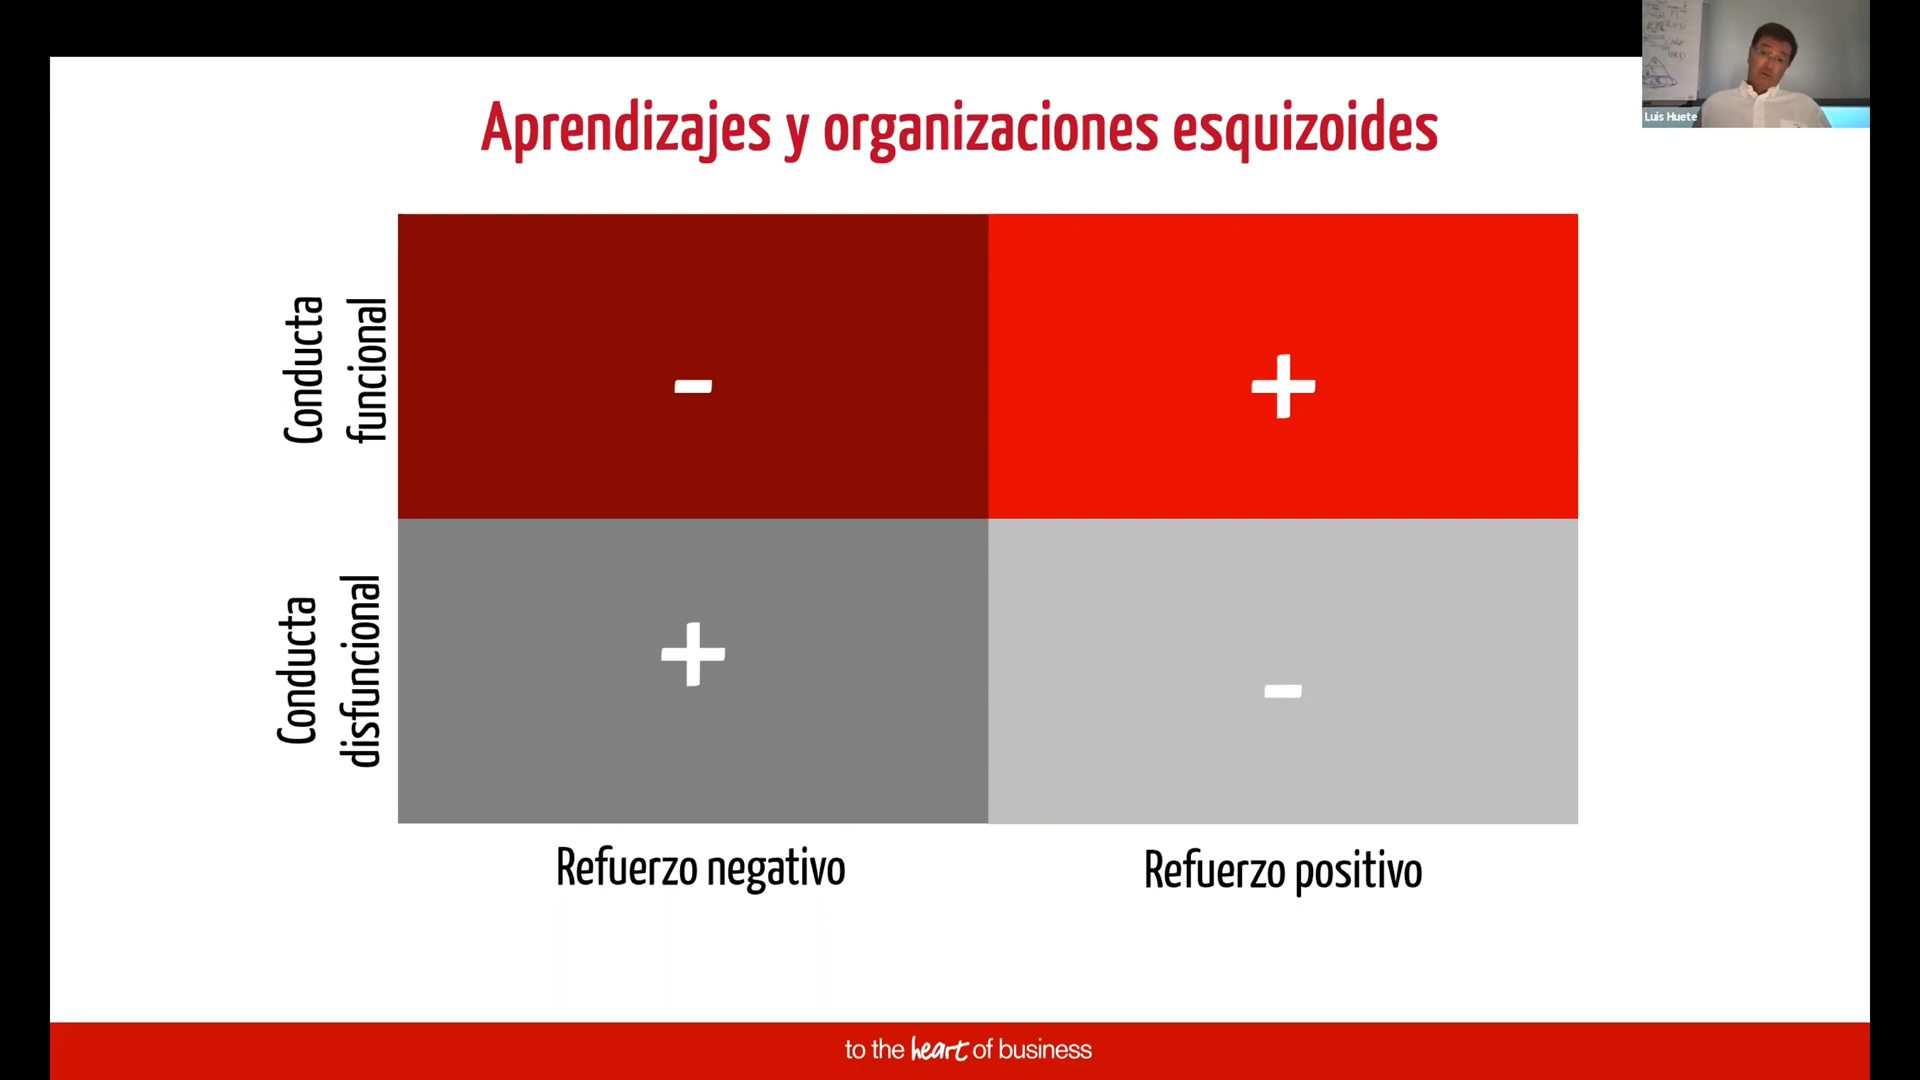 Luis Huete
Aprendizajes y organizaciones esquizoides
Conducta
funcional
-
+
Conducta
disfuncional
+
-
Refuerzo negativo
Refuerzo positivo
to the heart of business